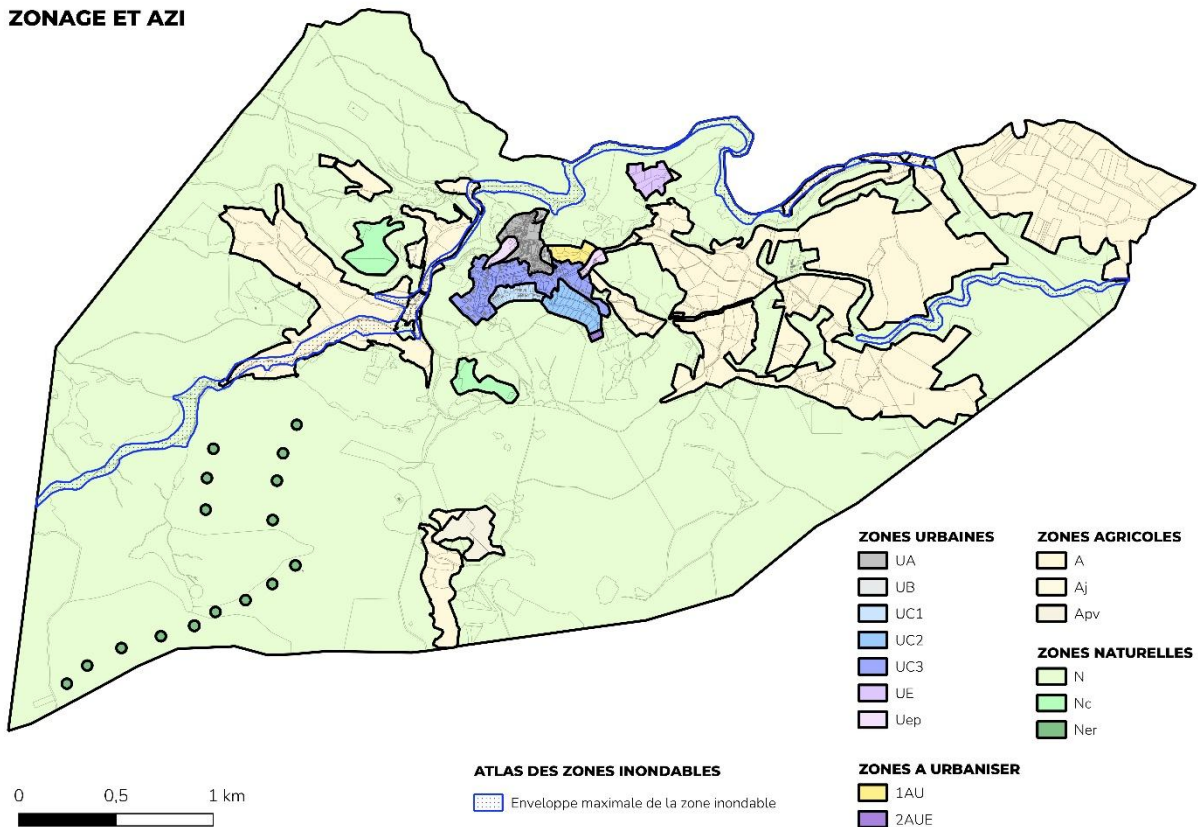 ZONAGE ET AZI
ZONES URBAINES
UA
UB
UC1
UC2
UC3
UE
Uep
ZONES AGRICOLES
A
Aj
Apv
ZONES NATURELLES
N
Nc
Ner
ATLAS DES ZONES INONDABLES
Enveloppe maximale de la zone inondable
ZONES A URBANISER
1AU
2AUE
0 0,5 1 km